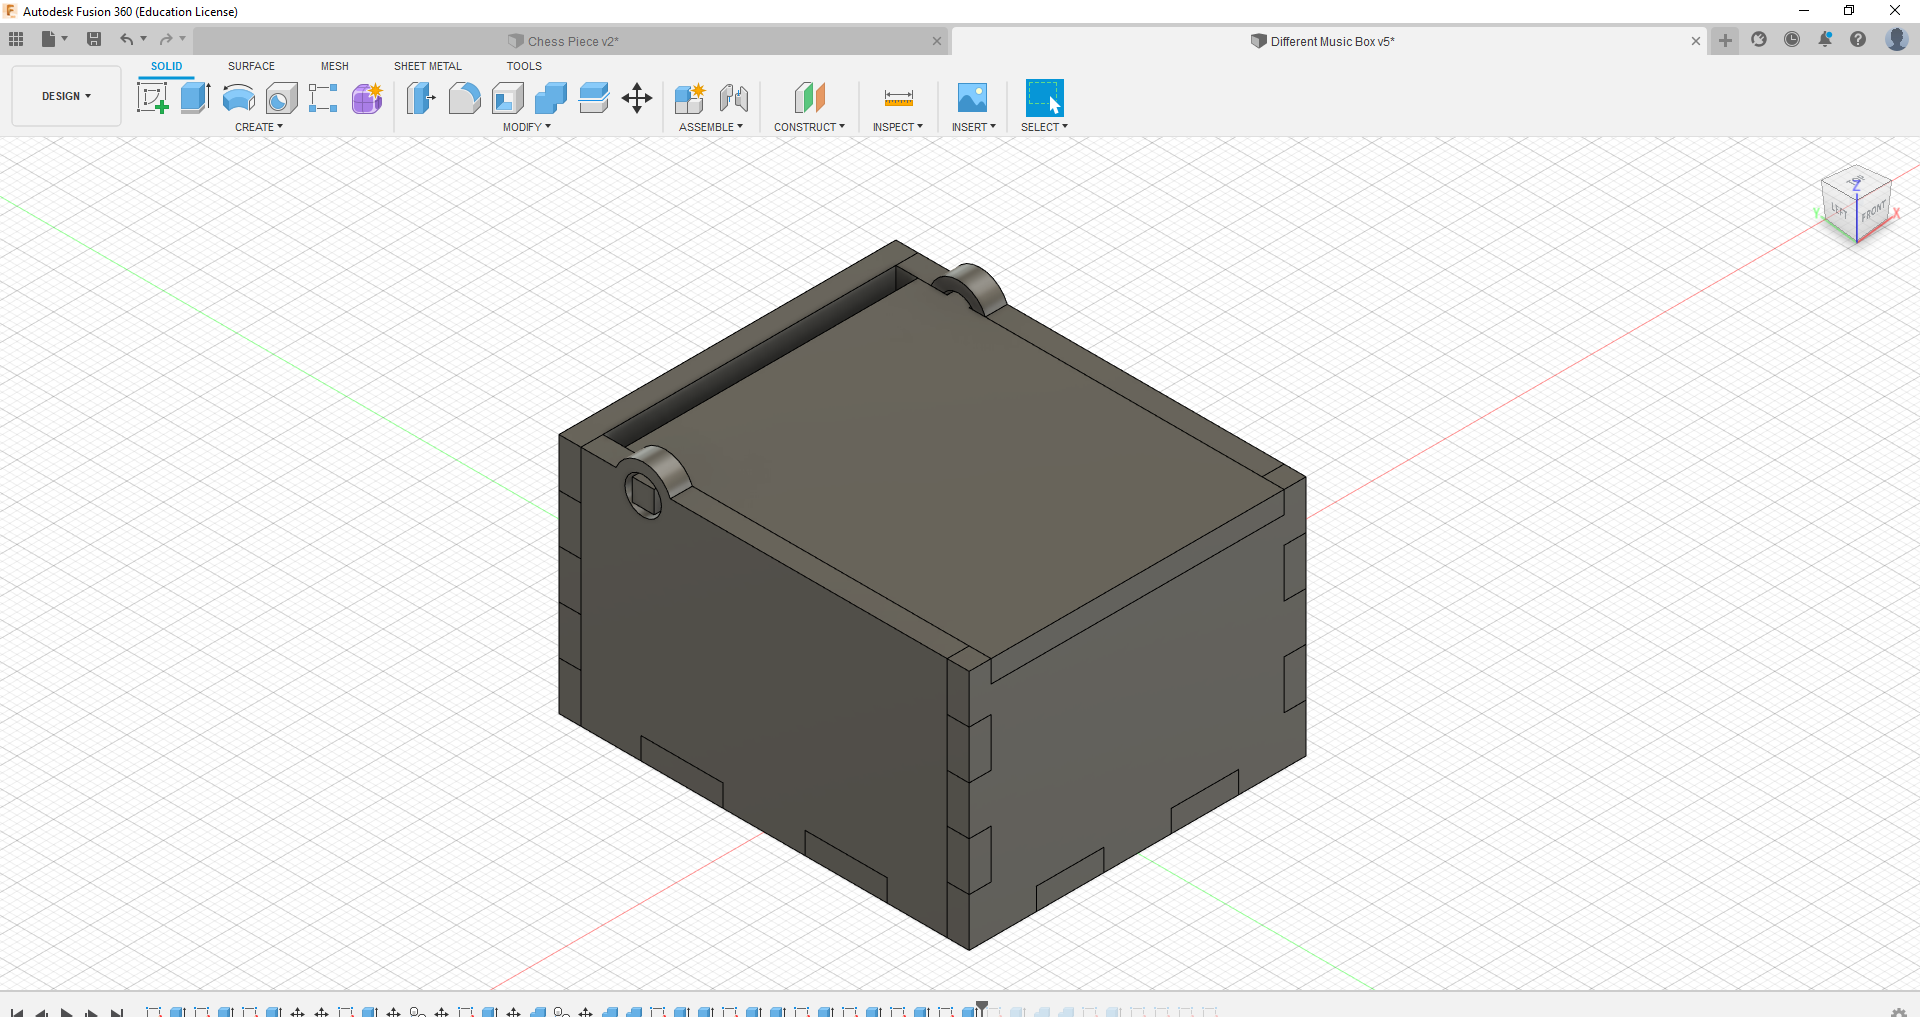 Autodesk Fusion 360 (Education License)
Chess Piece v2*
Different Music Box v5*
SOLID SURFACE MESH SHEET METAL TOOLS
DESIGN
CREATE MODIFY ASSEMBLE CONSTRUCT INSPECT INSERT SELECT
TOP
Z
LEFT FRONT
Y X